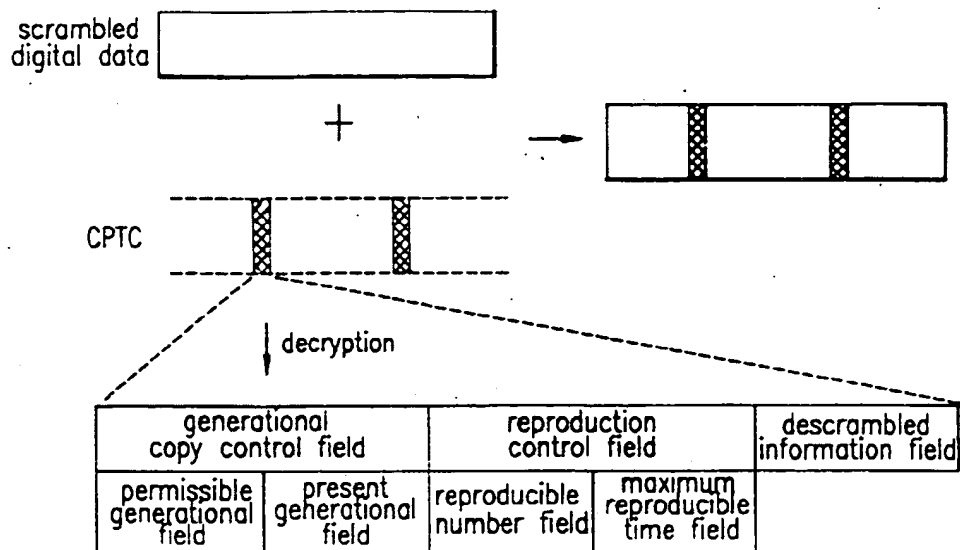 scrambled
digital data
+
CPTC
decryption
generational
copy control field
reproduction
control field
descrambled
information field
permissible
generational
field
present
generational
field
reproducible
number field
maximum
reproducible
time field